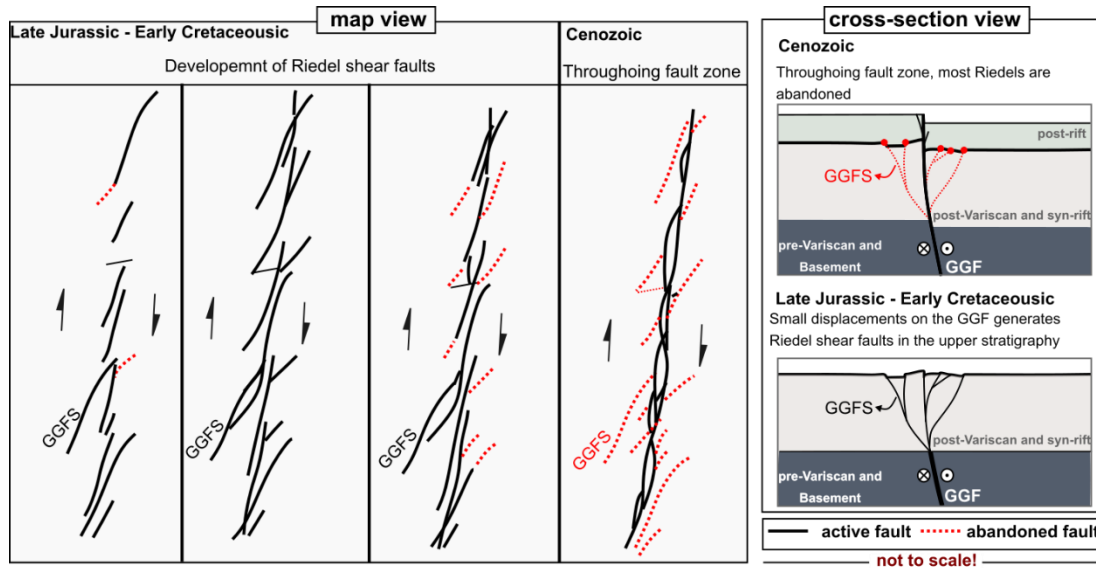 map view
Late Jurassic - Early Cretaceousic
Developemnt of Riedel shear faults
Cenozoic
Throughoing fault zone
GGFS
GGFS
GGFS
GGFS
cross-section view
Cenozoic
Throughoing fault zone, most Riedels are
abandoned
post-rift
GGFS
post-Variscan and syn-rift
pre-Variscan and
Basement
GGF
Late Jurassic - Early Cretaceousic
Small displacements on the GGF generates
Riedel shear faults in the upper stratigraphy
GGFS
post-Variscan and syn-rift
pre-Variscan and
Basement
GGF
active fault
abandoned fault
not to scale!